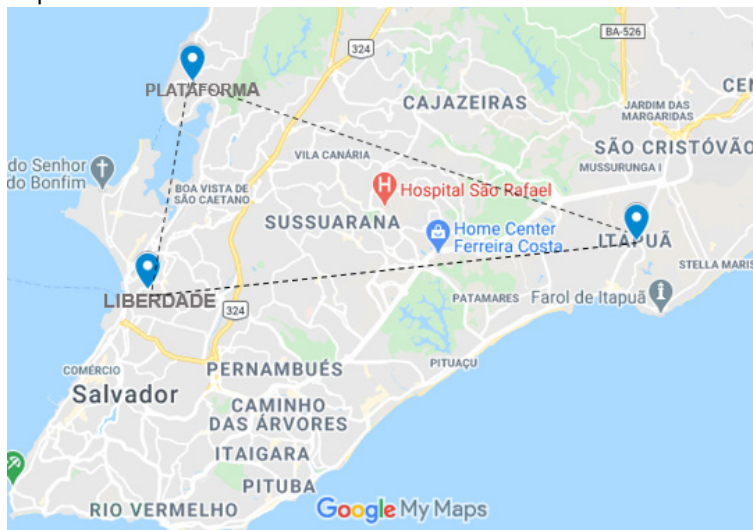 324
BA-526
PLATAFORMA
CAJAZEIRAS
JARDIM DAS
MARGARIDAS
SÃO CRISTÓVÃO
VILA CANÁRIA
do Senhor
do Bonfim
MUSSURUNGA I
BOA VISTA DE
SÃO CAETANO
Hospital São Rafael
SUSSUARANA
Home Center
Ferreira Costa
ITAPUÃ
STELLA MARIS
LIBERDADE
PATAMARES
Farol de Itapuã
324
PITUAÇU
COMÉRCIO
PERNAMBUÉS
Salvador
CAMINHO
DAS ÁRVORES
ITAIGARA
PITUBA
RIO VERMELHO
Google My Maps